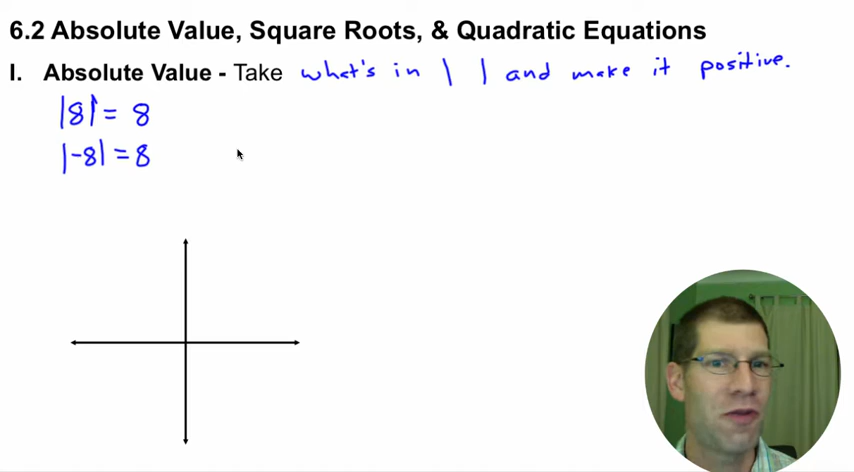 6.2 Absolute Value, Square Roots, & Quadratic Equations
I. Absolute Value - Take what's in | | and make it positive.
|8| = 8
|-8| = 8